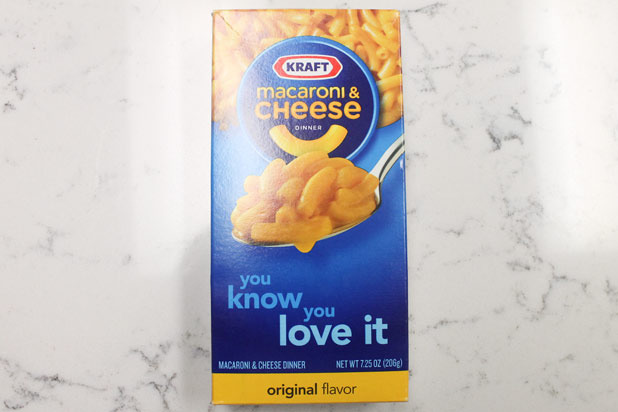 KRAFT
macaroni &
CHEESE
DINNER
you
know
you
love it
MACARONI & CHEESE DINNER NET WT 7.25 OZ (206g)
original flavor